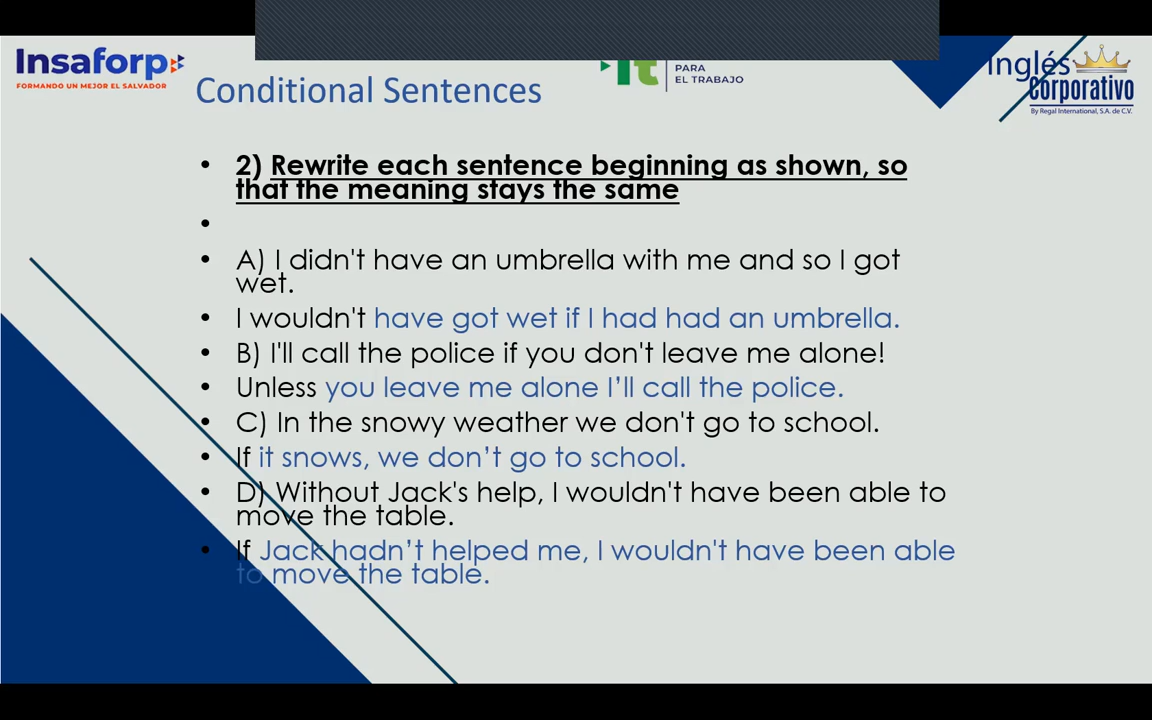 Insaforp
FORMANDO UN MEJOR EL SALVADOR
PARA
EL TRABAJO
Inglés
Corporativo
By Regal International, S.A. de C.V.
Conditional Sentences
• 2) Rewrite each sentence beginning as shown, so
that the meaning stays the same
•
• A) I didn't have an umbrella with me and so I got
wet.
• I wouldn't have got wet if I had had an umbrella.
• B) I'll call the police if you don't leave me alone!
• Unless you leave me alone I’ll call the police.
• C) In the snowy weather we don't go to school.
• If it snows, we don’t go to school.
• D) Without Jack's help, I wouldn't have been able to
move the table.
• If Jack hadn’t helped me, I wouldn't have been able
to move the table.